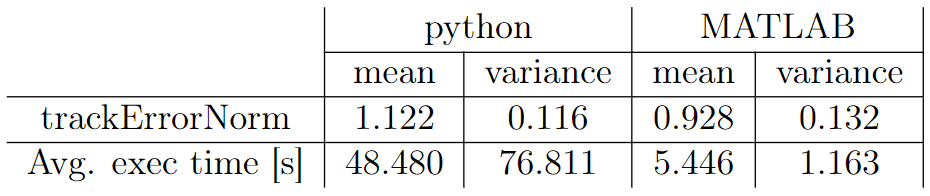 python MATLAB
mean variance mean variance
trackErrorNorm 1.122 0.116 0.928 0.132
Avg. exec time [s] 48.480 76.811 5.446 1.163